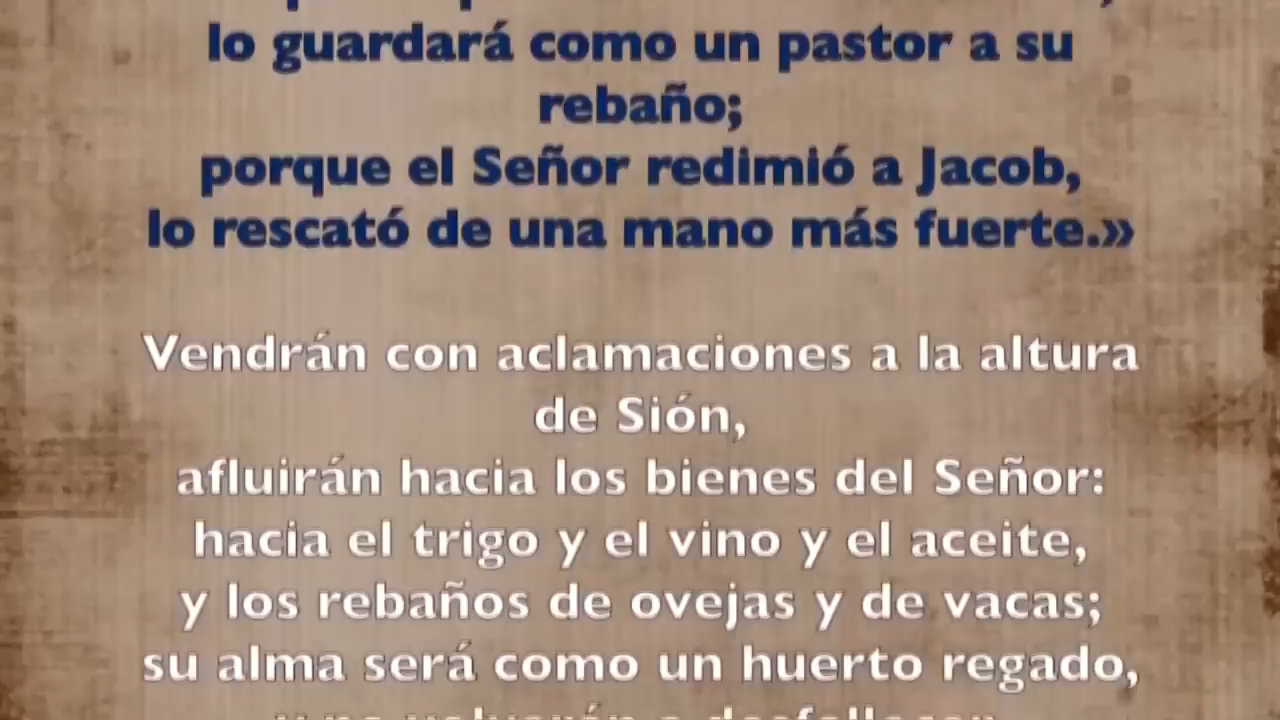 lo guardará como un pastor a su
rebaño;
porque el Señor redimió a Jacob,
lo rescató de una mano más fuerte.»
Vendrán con aclamaciones a la altura
de Sión,
afluirán hacia los bienes del Señor:
hacia el trigo y el vino y el aceite,
y los rebaños de ovejas y de vacas;
su alma será como un huerto regado,